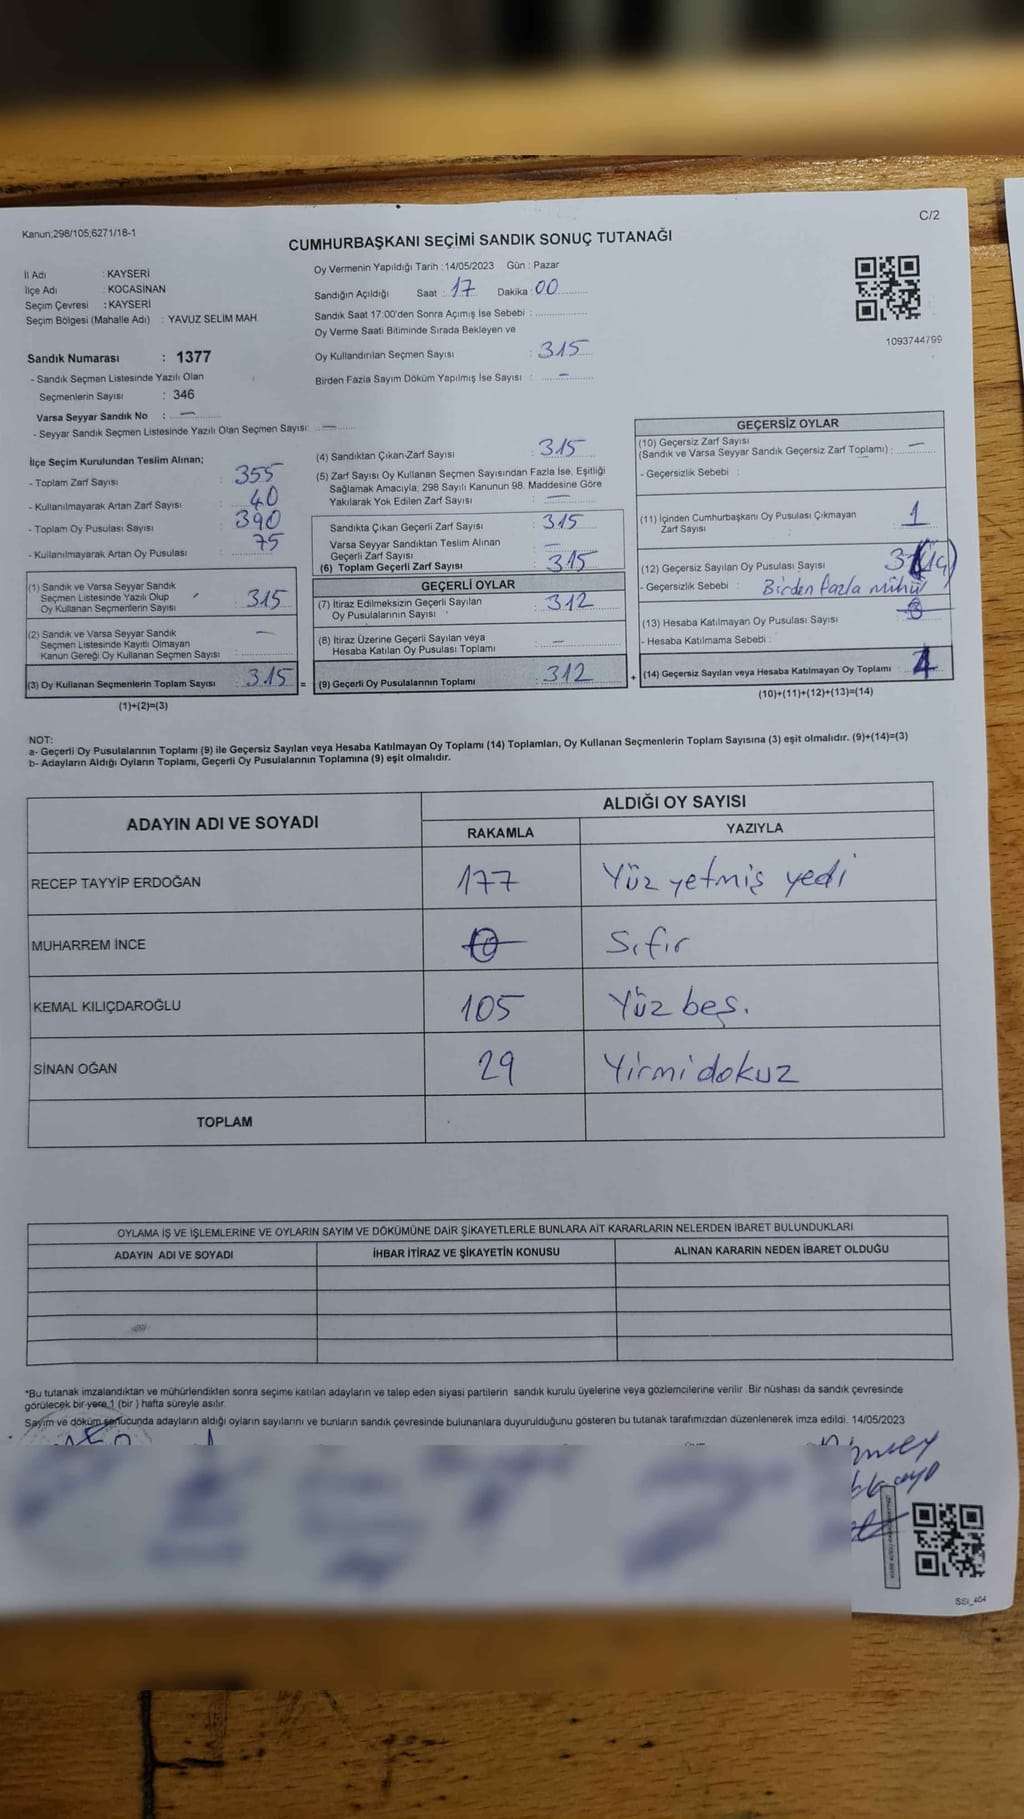 C/2
Kanun;298/105;6271/18-1
CUMHURBAŞKANI SEÇİMİ SANDIK SONUÇ TUTANAĞI
İl Adı : KAYSERİ
İlçe Adı : KOCASİNAN
Seçim Çevresi : KAYSERİ
Seçim Bölgesi (Mahalle Adı) : YAVUZ SELİM MAH.
Sandık Numarası : 1377
- Sandık Seçmen Listesinde Yazılı Olan
Seçmenlerin Sayısı : 346
Varsa Seyyar Sandık No : —
- Seyyar Sandık Seçmen Listesinde Yazılı Olan Seçmen Sayısı: —
Oy Vermenin Yapıldığı Tarih : 14/05/2023 Gün : Pazar
Sandığın Açıldığı Saat : 17 Dakika : 00
Sandık Saat 17:00'den Sonra Açımış İse Sebebi :
Oy Verme Saati Bitiminde Sırada Bekleyen ve
Oy Kullandırılan Seçmen Sayısı : 315
Birden Fazla Sayım Döküm Yapılmış İse Sayısı : —
1093744799
İlçe Seçim Kurulundan Teslim Alınan;
- Toplam Zarf Sayısı : 355
- Kullanılmayarak Artan Zarf Sayısı : 40
- Toplam Oy Pusulası Sayısı : 390
- Kullanılmayarak Artan Oy Pusulası : 75
(1) Sandık ve Varsa Seyyar Sandık
Seçmen Listesinde Yazılı Olup
Oy Kullanan Seçmenlerin Sayısı : 315
(2) Sandık ve Varsa Seyyar Sandık
Seçmen Listesinde Kayıtlı Olmayan
Kanun Gereği Oy Kullanan Seçmen Sayısı : —
(3) Oy Kullanan Seçmenlerin Toplam Sayısı : 315 =
(1)+(2)=(3)
(4) Sandıktan Çıkan Zarf Sayısı : 315
(5) Zarf Sayısı Oy Kullanan Seçmen Sayısından Fazla İse, Eşitliği
Sağlamak Amacıyla; 298 Sayılı Kanunun 98. Maddesine Göre
Yakılarak Yok Edilen Zarf Sayısı : —
Sandıkta Çıkan Geçerli Zarf Sayısı : 315
Varsa Seyyar Sandıktan Teslim Alınan
Geçerli Zarf Sayısı : —
(6) Toplam Geçerli Zarf Sayısı : 315
GEÇERLİ OYLAR
(7) İtiraz Edilmeksizin Geçerli Sayılan
Oy Pusulalarının Sayısı : 312
(8) İtiraz Üzerine Geçerli Sayılan veya
Hesaba Katılan Oy Pusulası Toplamı : —
(9) Geçerli Oy Pusulalarının Toplamı : 312 +
GEÇERSİZ OYLAR
(10) Geçersiz Zarf Sayısı
(Sandık ve Varsa Seyyar Sandık Geçersiz Zarf Toplamı) : —
- Geçersizlik Sebebi :
(11) İçinden Cumhurbaşkanı Oy Pusulası Çıkmayan
Zarf Sayısı : 1
(12) Geçersiz Sayılan Oy Pusulası Sayısı : 3
- Geçersizlik Sebebi : Birden fazla mühür
(13) Hesaba Katılmayan Oy Pusulası Sayısı :
- Hesaba Katılmama Sebebi :
(14) Geçersiz Sayılan veya Hesaba Katılmayan Oy Toplamı :
(10)+(11)+(12)+(13)=(14)
NOT:
a- Geçerli Oy Pusulalarının Toplamı (9) ile Geçersiz Sayılan veya Hesaba Katılmayan Oy Toplamı (14) Toplamları, Oy Kullanan Seçmenlerin Toplam Sayısına (3) eşit olmalıdır. (9)+(14)=(3)
b- Adayların Aldığı Oyların Toplamı, Geçerli Oy Pusulalarının Toplamına (9) eşit olmalıdır.
ADAYIN ADI VE SOYADI ALDIĞI OY SAYISI
RAKAMLA YAZIYLA
RECEP TAYYİP ERDOĞAN 177 Yüz yetmiş yedi
MUHARREM İNCE 0 Sıfır
KEMAL KILIÇDAROĞLU 105 Yüz beş.
SİNAN OĞAN 29 Yirmi dokuz
TOPLAM
OYLAMA İŞ VE İŞLEMLERİNE VE OYLARIN SAYIM VE DÖKÜMÜNE DAİR ŞİKAYETLERLE BUNLARA AİT KARARLARIN NELERDEN İBARET BULUNDUKLARI
ADAYIN ADI VE SOYADI İHBAR İTİRAZ VE ŞİKAYETİN KONUSU ALINAN KARARIN NEDEN İBARET OLDUĞU
*Bu tutanak imzalandıktan ve mühürlendikten sonra seçime katılan adayların ve talep eden siyasi partilerin sandık kurulu üyelerine veya gözlemcilerine verilir. Bir nüshası da sandık çevresinde
görülecek bir yere 1 (bir ) hafta süreyle asılır.
Sayım ve döküm sonucunda adayların aldığı oyların sayılarını ve bunların sandık çevresinde bulunanlara duyurulduğunu gösteren bu tutanak tarafımızdan düzenlenerek imza edildi. 14/05/2023
SSI_404